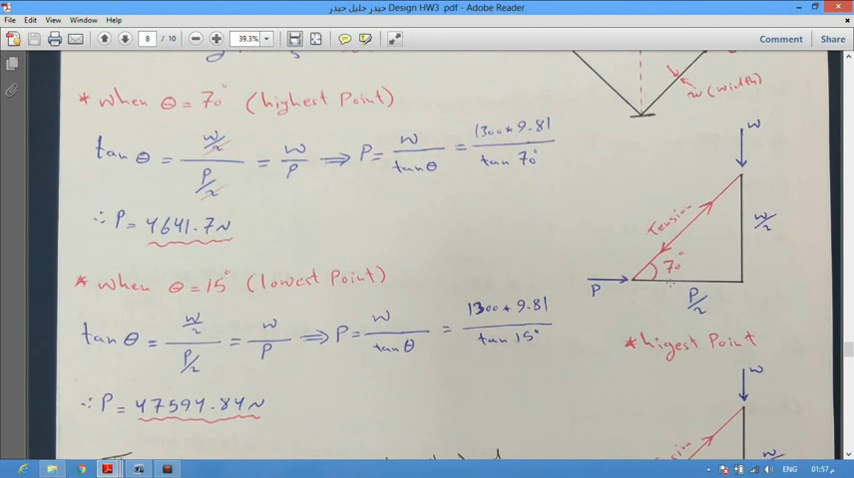 حيدر خليل حيدر Design HW3 .pdf - Adobe Reader
File Edit View Window Help
8 / 10 39.3%
Comment Share
w (width)
* when θ = 70° (highest Point)
tan θ = (w/2)/(P/2) = w/P ⟹ P = w/tanθ = 1300*9.81/tan 70°
∴ P = 4641.7 N
w
Tension
w/2
70°
P
P/2
* higest Point
* when θ = 15° (lowest Point)
tan θ = (w/2)/(P/2) = w/P ⟹ P = w/tanθ = 1300*9.81/tan 15°
∴ P = 47594.84 N
w
ENG
01:57 م